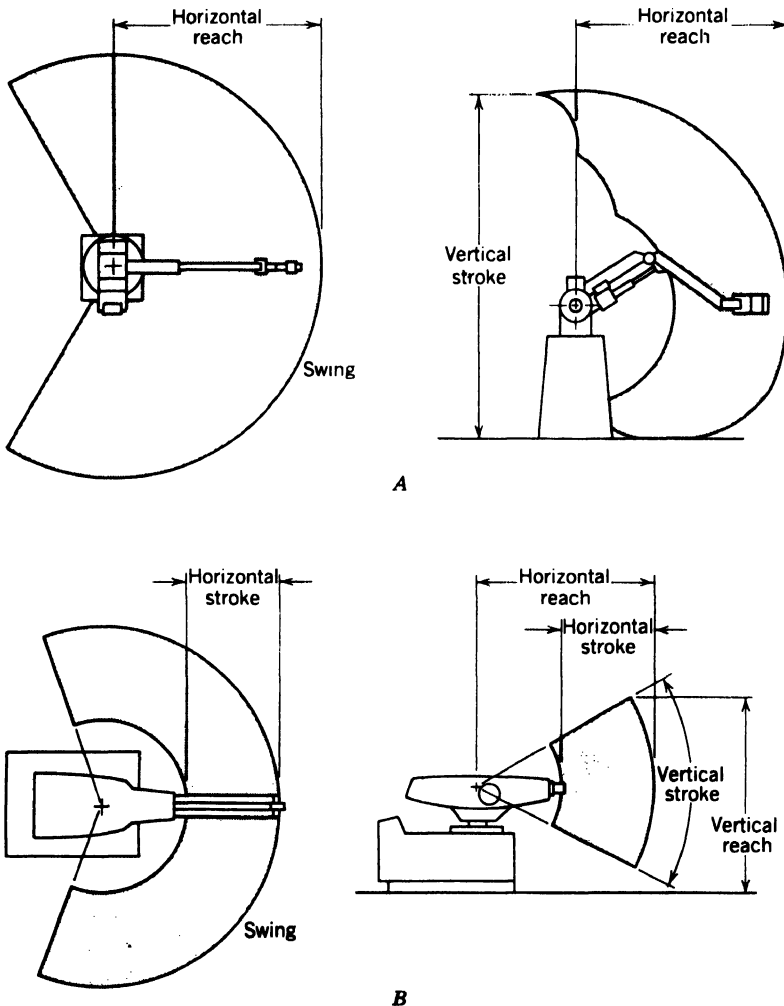 Horizontal
reach
Horizontal
reach
Vertical
stroke
Swing
A
Horizontal
stroke
Horizontal
reach
Horizontal
stroke
Vertical
stroke
Vertical
reach
Swing
B